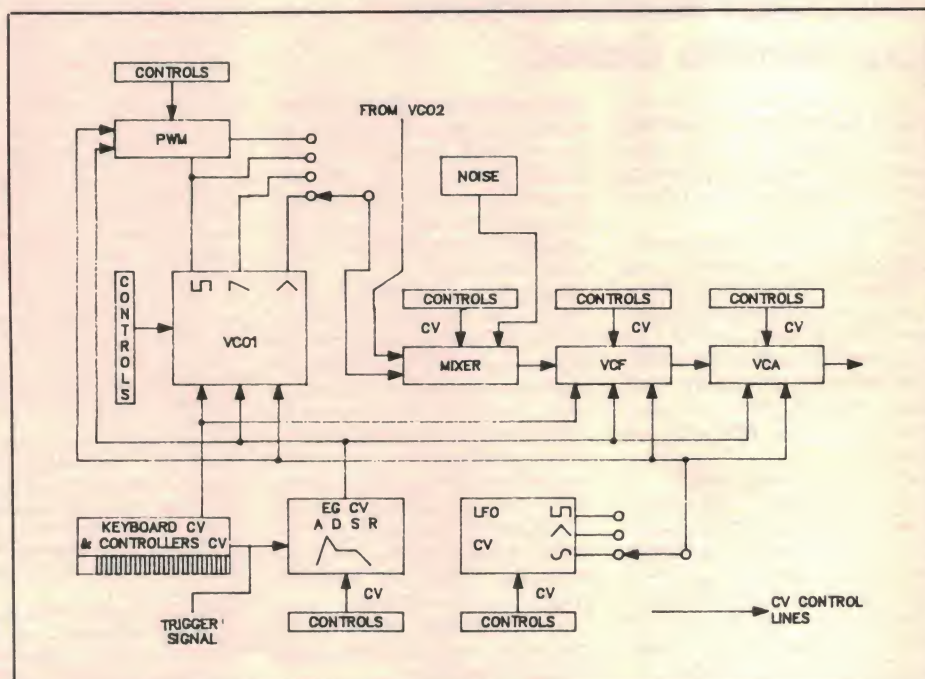 CONTROLS
PWM
FROM VCO2
NOISE
CONTROLS
VCO1
CONTROLS
CV
MIXER
CONTROLS
CV
VCF
CONTROLS
CV
VCA
KEYBOARD CV
& CONTROLLERS CV
TRIGGER
SIGNAL
EG CV
A D S R
CV
CONTROLS
LFO
CV
CV
CONTROLS
CV CONTROL
LINES